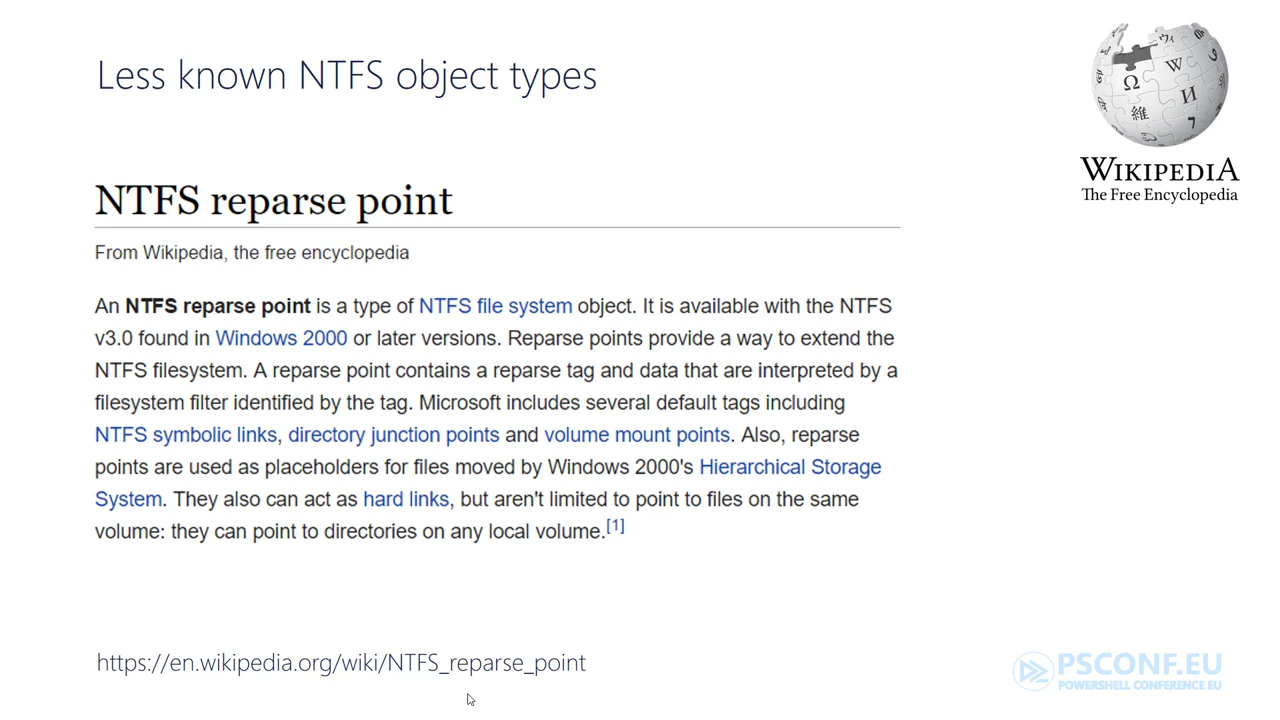 Less known NTFS object types
WIKIPEDIA
The Free Encyclopedia
NTFS reparse point
From Wikipedia, the free encyclopedia
An NTFS reparse point is a type of NTFS file system object. It is available with the NTFS
v3.0 found in Windows 2000 or later versions. Reparse points provide a way to extend the
NTFS filesystem. A reparse point contains a reparse tag and data that are interpreted by a
filesystem filter identified by the tag. Microsoft includes several default tags including
NTFS symbolic links, directory junction points and volume mount points. Also, reparse
points are used as placeholders for files moved by Windows 2000's Hierarchical Storage
System. They also can act as hard links, but aren't limited to point to files on the same
volume: they can point to directories on any local volume.[1]
https://en.wikipedia.org/wiki/NTFS_reparse_point
PSCONF.EU
POWERSHELL CONFERENCE EU